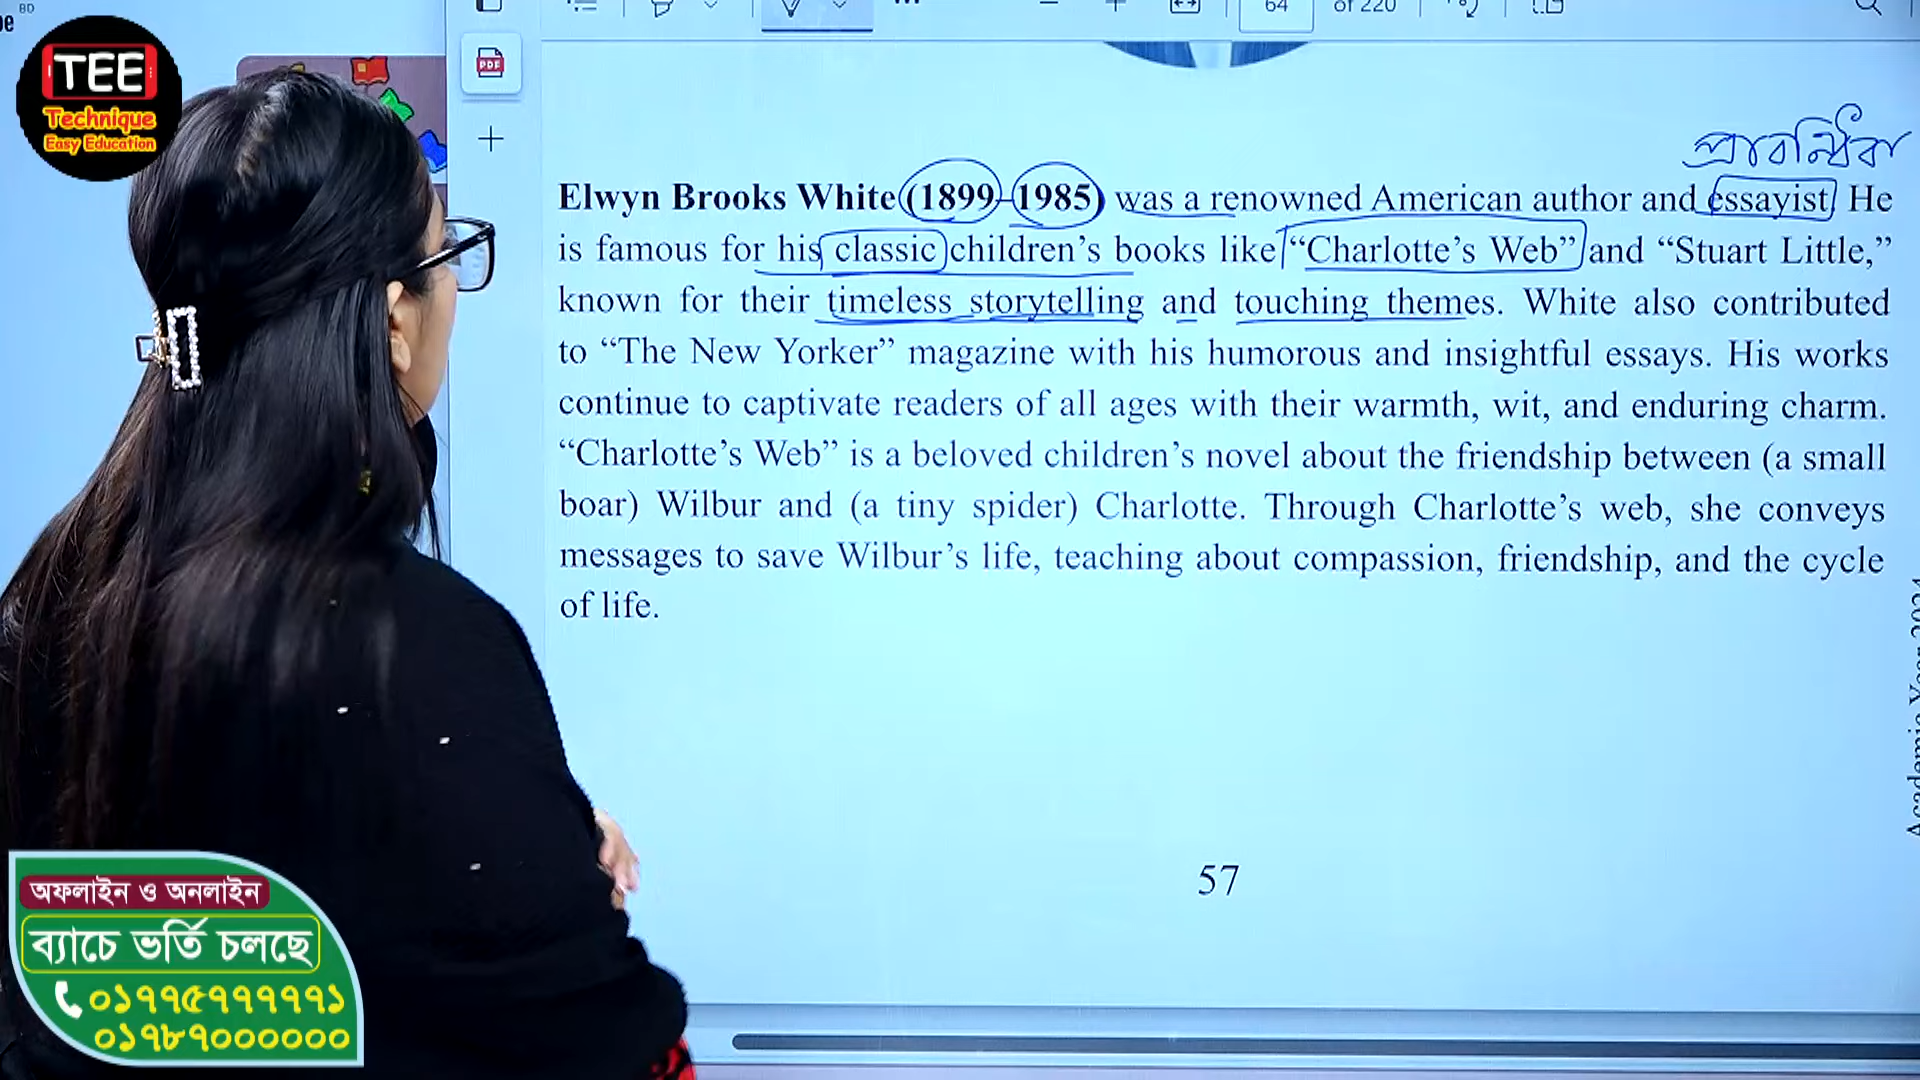 BD
be
64 of 220
TEE
Technique
Easy Education
PDF
প্রাবন্ধিক
Elwyn Brooks White (1899–1985) was a renowned American author and essayist. He
is famous for his classic children’s books like “Charlotte’s Web” and “Stuart Little,”
known for their timeless storytelling and touching themes. White also contributed
to “The New Yorker” magazine with his humorous and insightful essays. His works
continue to captivate readers of all ages with their warmth, wit, and enduring charm.
“Charlotte’s Web” is a beloved children’s novel about the friendship between (a small
boar) Wilbur and (a tiny spider) Charlotte. Through Charlotte’s web, she conveys
messages to save Wilbur’s life, teaching about compassion, friendship, and the cycle
of life.
Academic Year 2024
57
অফলাইন ও অনলাইন
ব্যাচে ভর্তি চলছে
০১৭৭৫৭৭৭৭৭১
০১৭৮৭০০০০০০